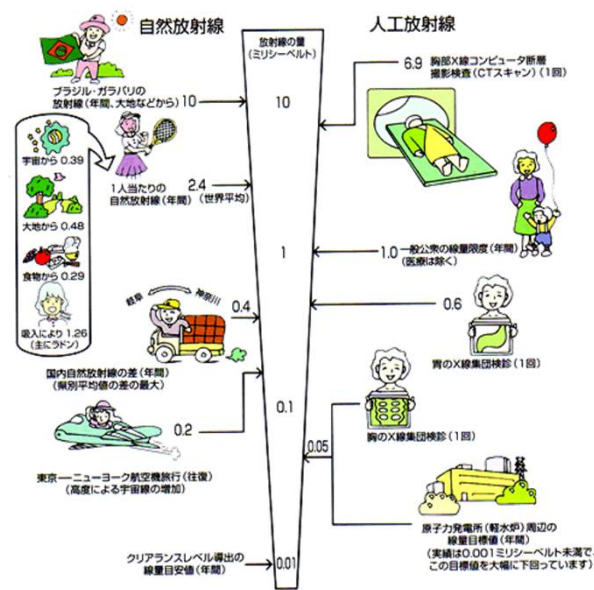 自然放射線
放射線の量
(ミリシーベルト)
人工放射線
10
1
0.1
0.01
ブラジル・ガラパリの
放射線(年間、大地などから) 10
宇宙から 0.39
大地から 0.48
食物から 0.29
吸入により 1.26
(主にラドン)
1人当たりの
自然放射線(年間)
2.4
(世界平均)
岐阜
神奈川
0.4
国内自然放射線の差(年間)
(県別平均値の差の最大)
0.2
東京ーニューヨーク航空機旅行(往復)
(高度による宇宙線の増加)
クリアランスレベル導出の
線量目安値(年間)
6.9 胸部X線コンピュータ断層
撮影検査(CTスキャン)(1回)
1.0 一般公衆の線量限度(年間)
(医療は除く)
0.6
胃のX線集団検診(1回)
胸のX線集団検診(1回)
0.05
原子力発電所(軽水炉)周辺の
線量目標値(年間)
(実績は0.001ミリシーベルト未満で、
この目標値を大幅に下回っています)